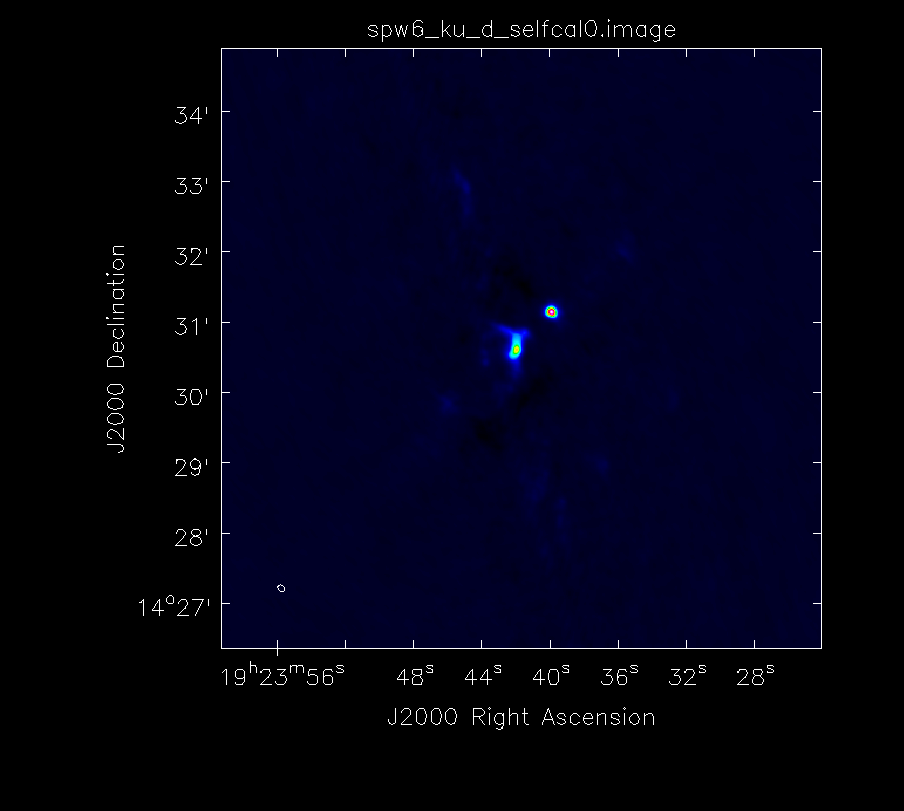 spw6_ku_d_selfcal0.image
34'
33'
32'
31'
30'
29'
28'
14°27'
J2000 Declination
19ʰ23ᵐ56ˢ 48ˢ 44ˢ 40ˢ 36ˢ 32ˢ 28ˢ
J2000 Right Ascension